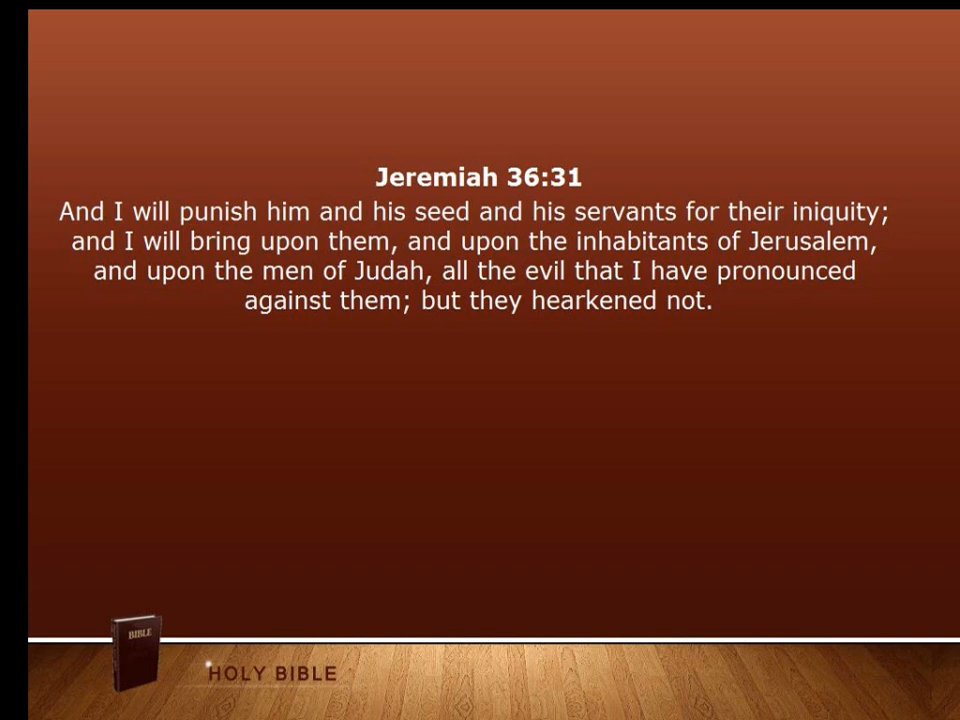 Jeremiah 36:31
And I will punish him and his seed and his servants for their iniquity;
and I will bring upon them, and upon the inhabitants of Jerusalem,
and upon the men of Judah, all the evil that I have pronounced
against them; but they hearkened not.
BIBLE
HOLY BIBLE